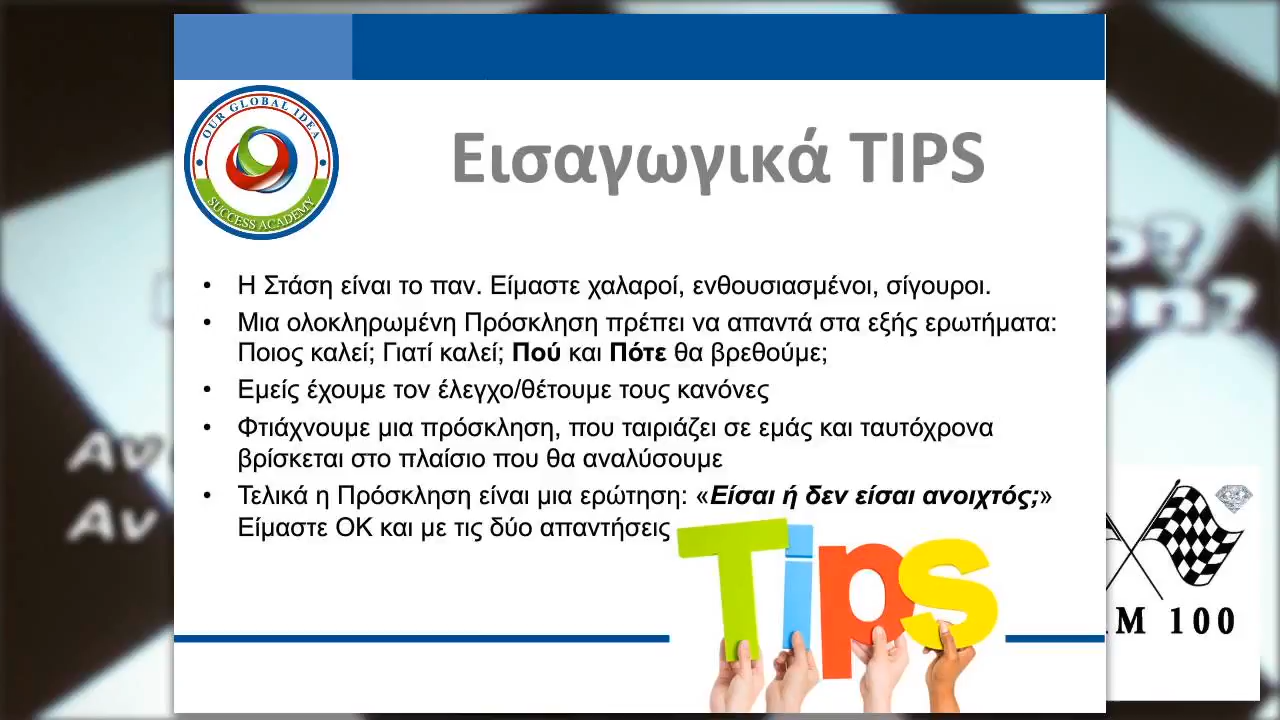 OUR GLOBAL IDEA
SUCCESS ACADEMY
Εισαγωγικά TIPS
• Η Στάση είναι το παν. Είμαστε χαλαροί, ενθουσιασμένοι, σίγουροι.
• Μια ολοκληρωμένη Πρόσκληση πρέπει να απαντά στα εξής ερωτήματα:
Ποιος καλεί; Γιατί καλεί; Πού και Πότε θα βρεθούμε;
• Εμείς έχουμε τον έλεγχο/θέτουμε τους κανόνες
• Φτιάχνουμε μια πρόσκληση, που ταιριάζει σε εμάς και ταυτόχρονα
βρίσκεται στο πλαίσιο που θα αναλύσουμε
• Τελικά η Πρόσκληση είναι μια ερώτηση: «Είσαι ή δεν είσαι ανοιχτός;»
Είμαστε ΟΚ και με τις δύο απαντήσεις
Tips
100